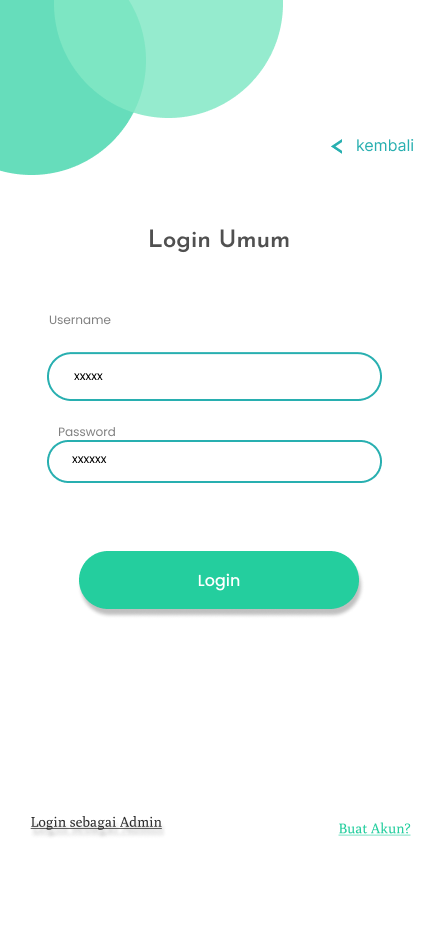 < kembali
Login Umum
Username
xxxxx
Password
xxxxxx
Login
Login sebagai Admin
Buat Akun?